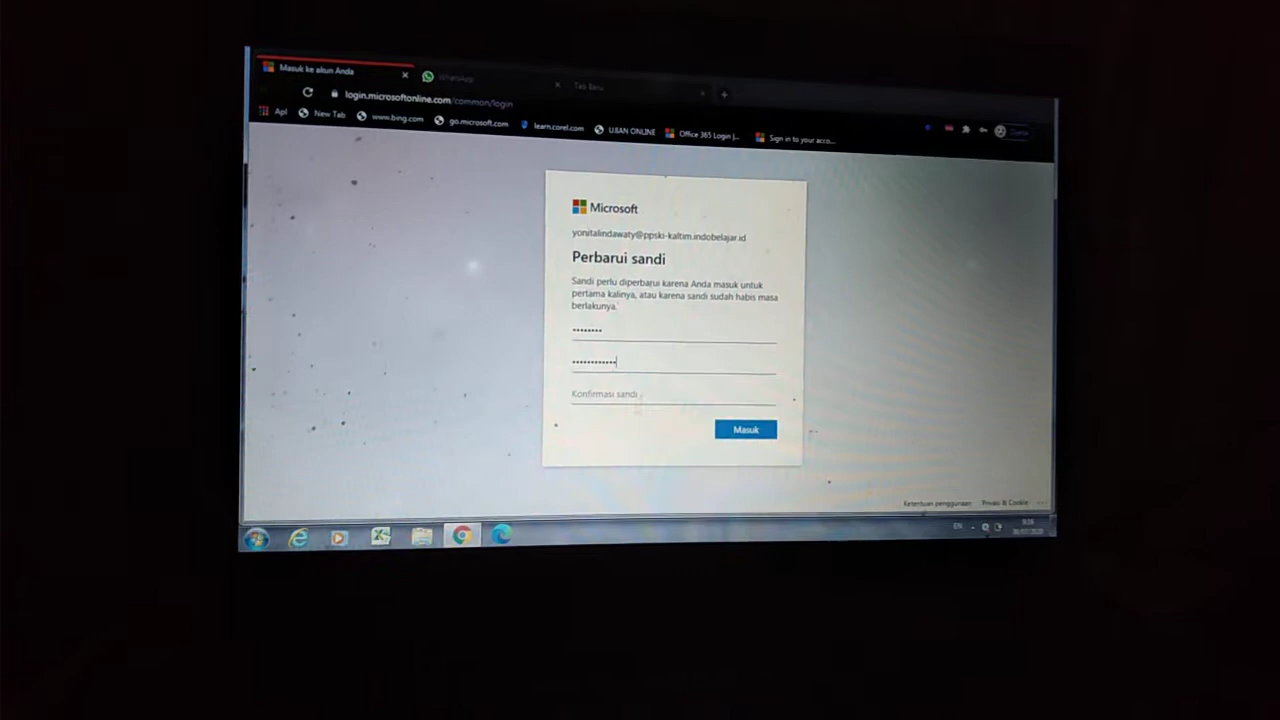 Masuk ke akun Anda
WhatsApp
Tab Baru
login.microsoftonline.com/common/login
Apl
New Tab
www.bing.com
go.microsoft.com
learn.corel.com
UJIAN ONLINE
Office 365 Login |...
Sign in to your acco...
Microsoft
yonitalindawaty@ppski-kaltim.indobelajar.id
Perbarui sandi
Sandi perlu diperbarui karena Anda masuk untuk
pertama kalinya, atau karena sandi sudah habis masa
berlakunya.
Konfirmasi sandi
Masuk
Ketentuan penggunaan
Privasi & Cookie
EN